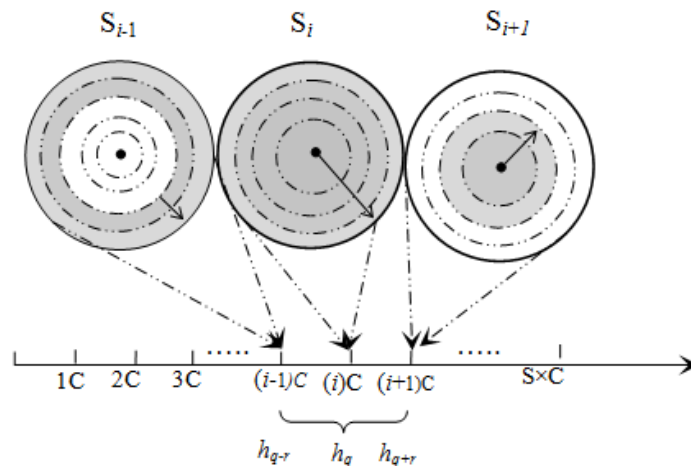 S_{i-1} S_i S_{i+1}
.....
.....
1C 2C 3C (i-1)C (i)C (i+1)C S×C
h_{q-r} h_q h_{q+r}